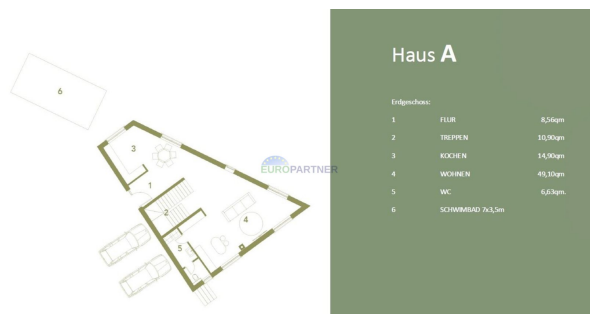 Haus A
Erdgeschoss:
1 FLUR 8,56qm
2 TREPPEN 10,90qm
3 KOCHEN 14,90qm
4 WOHNEN 49,10qm
5 WC 6,63qm.
6 SCHWIMBAD 7x3,5m
6
3
1
2
4
5
EUROPARTNER